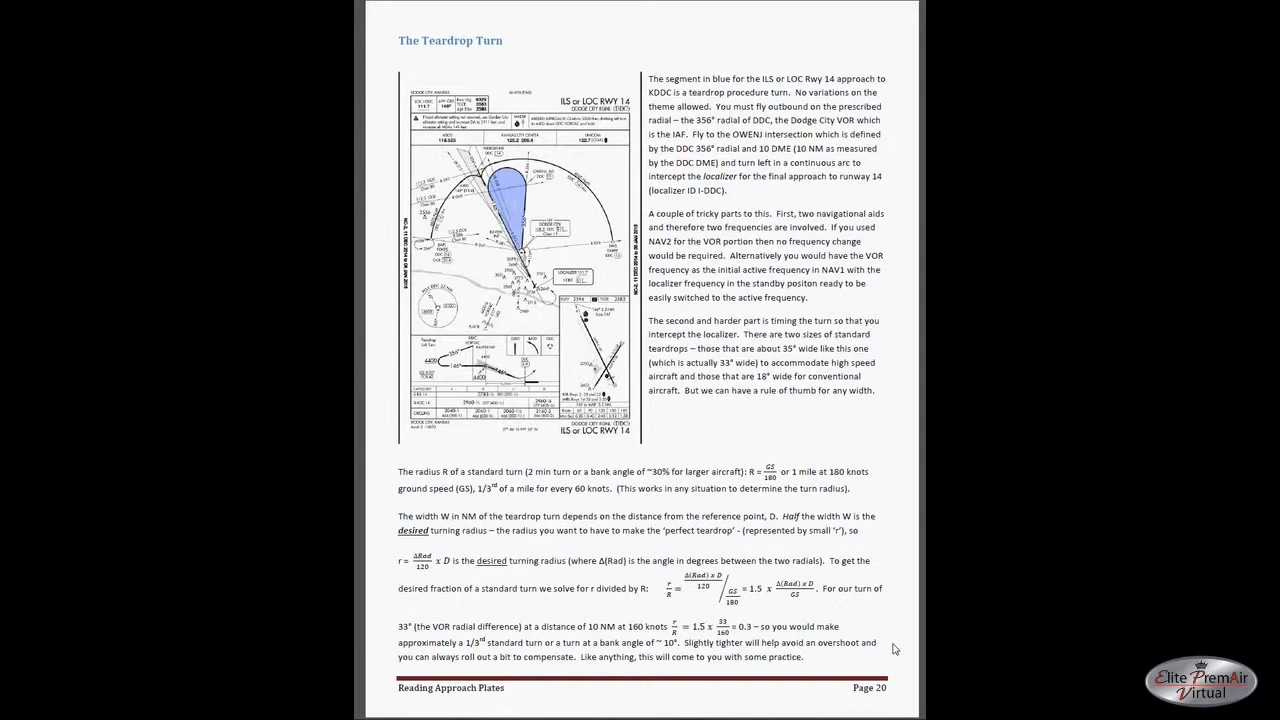 The Teardrop Turn
DODGE CITY, KANSAS
ILS or LOC RWY 14
DODGE CITY RGNL (DDC)
The segment in blue for the ILS or LOC Rwy 14 approach to
KDDC is a teardrop procedure turn. No variations on the
theme allowed. You must fly outbound on the prescribed
radial – the 356° radial of DDC, the Dodge City VOR which
is the IAF. Fly to the OWENJ intersection which is defined
by the DDC 356° radial and 10 DME (10 NM as measured
by the DDC DME) and turn left in a continuous arc to
intercept the localizer for the final approach to runway 14
(localizer ID I-DDC).
A couple of tricky parts to this. First, two navigational aids
and therefore two frequencies are involved. If you used
NAV2 for the VOR portion then no frequency change
would be required. Alternatively you would have the VOR
frequency as the initial active frequency in NAV1 with the
localizer frequency in the standby positon ready to be
easily switched to the active frequency.
The second and harder part is timing the turn so that you
intercept the localizer. There are two sizes of standard
teardrops – those that are about 35° wide like this one
(which is actually 33° wide) to accommodate high speed
aircraft and those that are 18° wide for conventional
aircraft. But we can have a rule of thumb for any width.
DODGE CITY, KANSAS
DODGE CITY RGNL (DDC)
ILS or LOC RWY 14
The radius R of a standard turn (2 min turn or a bank angle of ~30% for larger aircraft): R = GS/180 or 1 mile at 180 knots
ground speed (GS), 1/3rd of a mile for every 60 knots. (This works in any situation to determine the turn radius).
The width W in NM of the teardrop turn depends on the distance from the reference point, D. Half the width W is the
desired turning radius – the radius you want to have to make the 'perfect teardrop' - (represented by small 'r'), so
r = ΔRad/120 x D is the desired turning radius (where Δ(Rad) is the angle in degrees between the two radials). To get the
desired fraction of a standard turn we solve for r divided by R: r/R = Δ(Rad) x D/120 / GS/180 = 1.5 x Δ(Rad) x D/GS . For our turn of
33° (the VOR radial difference) at a distance of 10 NM at 160 knots r/R = 1.5 x 33/160 = 0.3 – so you would make
approximately a 1/3rd standard turn or a turn at a bank angle of ~ 10°. Slightly tighter will help avoid an overshoot and
you can always roll out a bit to compensate. Like anything, this will come to you with some practice.
Reading Approach Plates
Page 20
Elite PremAir
Virtual